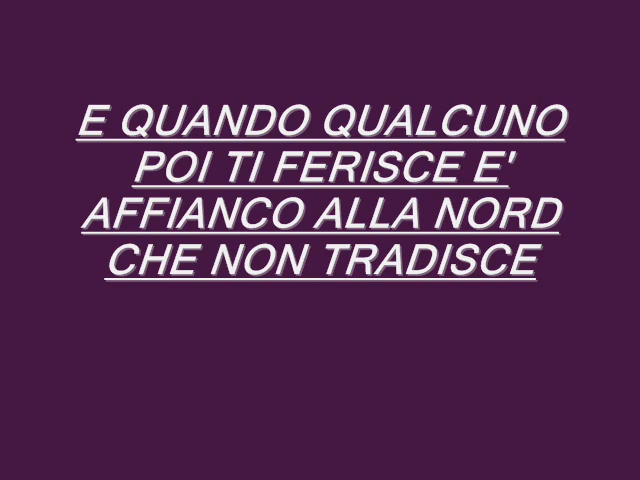 E QUANDO QUALCUNO
POI TI FERISCE E'
AFFIANCO ALLA NORD
CHE NON TRADISCE